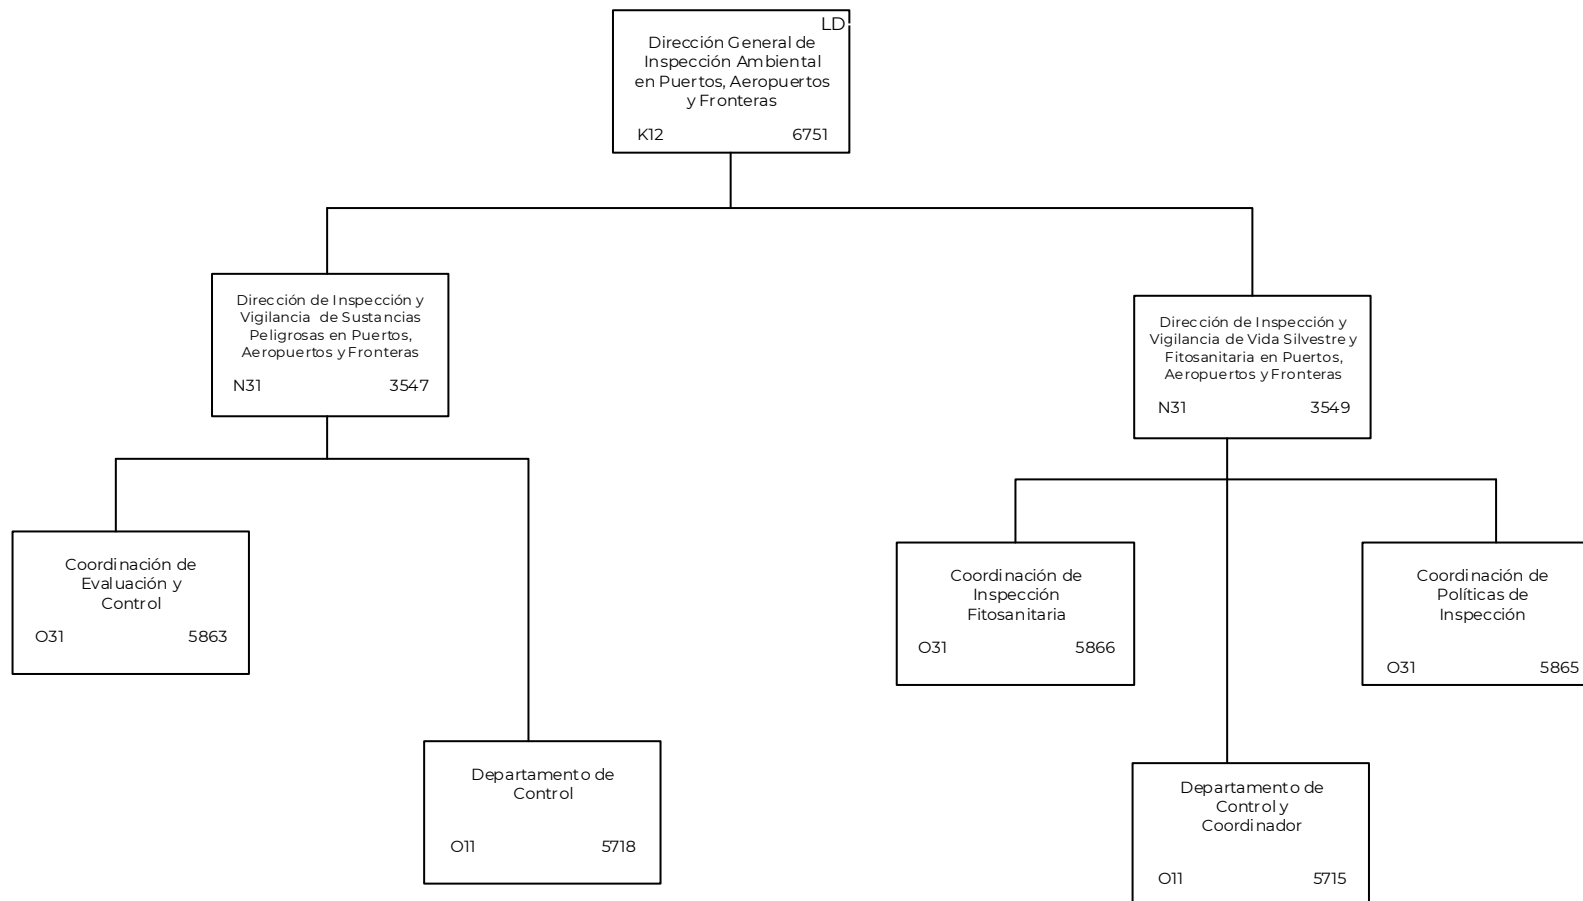 LD
Dirección General de
Inspección Ambiental
en Puertos, Aeropuertos
y Fronteras
K12 6751
Dirección de Inspección y
Vigilancia de Sustancias
Peligrosas en Puertos,
Aeropuertos y Fronteras
N31 3547
Dirección de Inspección y
Vigilancia de Vida Silvestre y
Fitosanitaria en Puertos,
Aeropuertos y Fronteras
N31 3549
Coordinación de
Evaluación y
Control
O31 5863
Coordinación de
Inspección
Fitosanitaria
O31 5866
Coordinación de
Políticas de
Inspección
O31 5865
Departamento de
Control
O11 5718
Departamento de
Control y
Coordinador
O11 5715